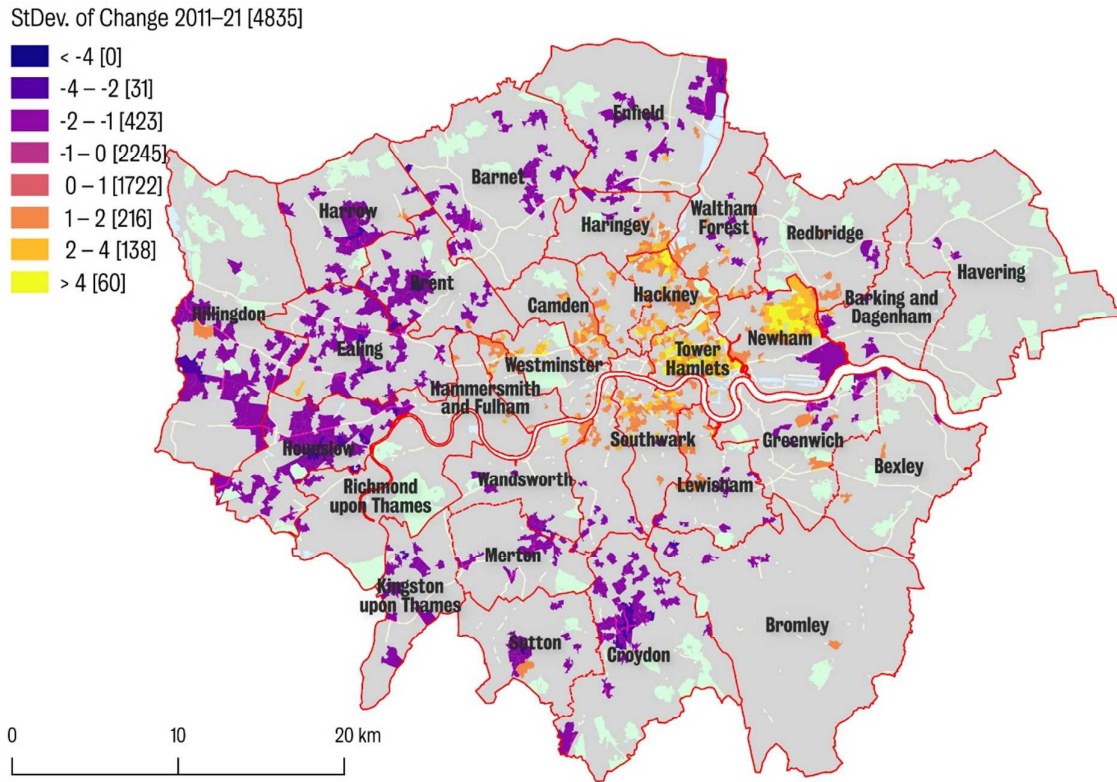 StDev. of Change 2011–21 [4835]
< -4 [0]
-4 – -2 [31]
-2 – -1 [423]
-1 – 0 [2245]
0 – 1 [1722]
1 – 2 [216]
2 – 4 [138]
> 4 [60]
Enfield
Barnet
Harrow
Haringey
Waltham
Forest
Redbridge
Havering
Brent
Camden
Hackney
Barking and
Dagenham
Hillingdon
Ealing
Westminster
Tower
Hamlets
Newham
Hammersmith
and Fulham
Hounslow
Southwark
Greenwich
Bexley
Richmond
upon Thames
Wandsworth
Lewisham
Merton
Kingston
upon Thames
Sutton
Croydon
Bromley
0 10 20 km